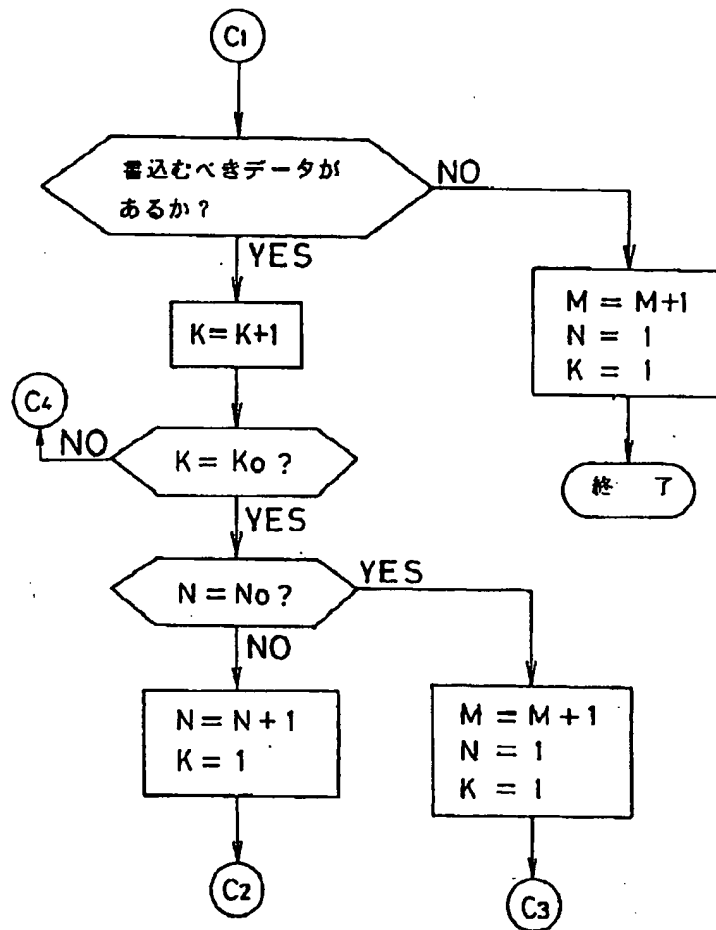 C1
書込むべきデータが
あるか?
NO
YES
K=K+1
M=M+1
N=1
K=1
C4
NO
K=Ko?
終 了
YES
N=No?
YES
NO
N=N+1
K=1
M=M+1
N=1
K=1
C2
C3